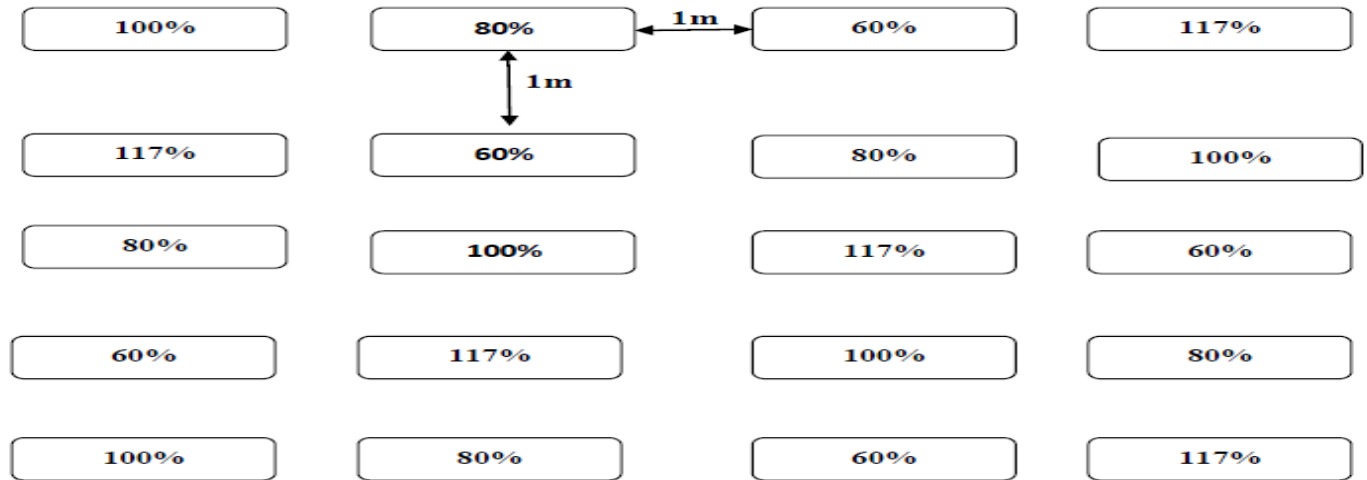 100% 80% 1m 60% 117%
1m
117% 60% 80% 100%
80% 100% 117% 60%
60% 117% 100% 80%
100% 80% 60% 117%